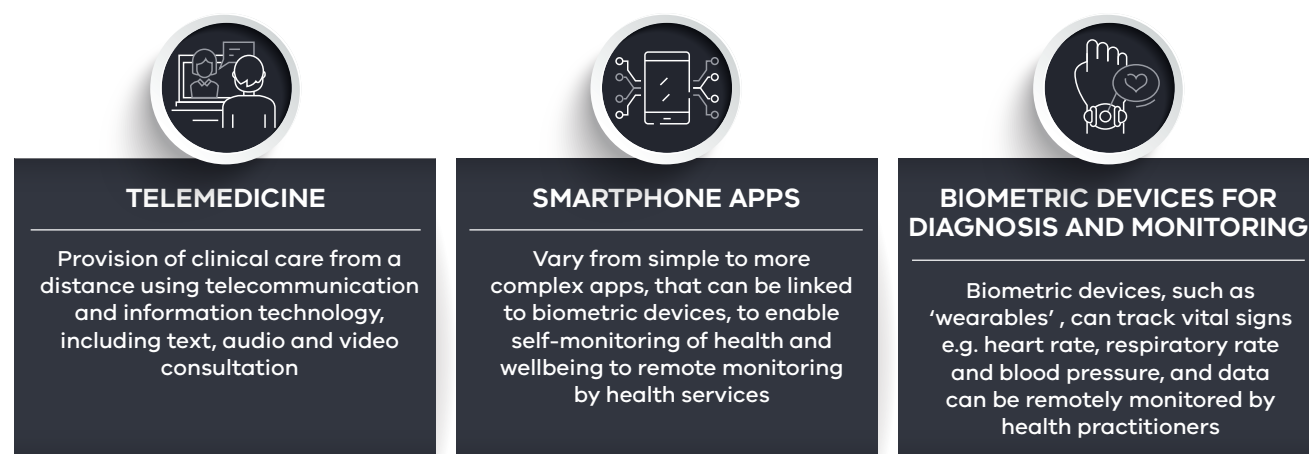 TELEMEDICINE
Provision of clinical care from a
distance using telecommunication
and information technology,
including text, audio and video
consultation
SMARTPHONE APPS
Vary from simple to more
complex apps, that can be linked
to biometric devices, to enable
self-monitoring of health and
wellbeing to remote monitoring
by health services
BIOMETRIC DEVICES FOR
DIAGNOSIS AND MONITORING
Biometric devices, such as
‘wearables’ , can track vital signs
e.g. heart rate, respiratory rate
and blood pressure, and data
can be remotely monitored by
health practitioners